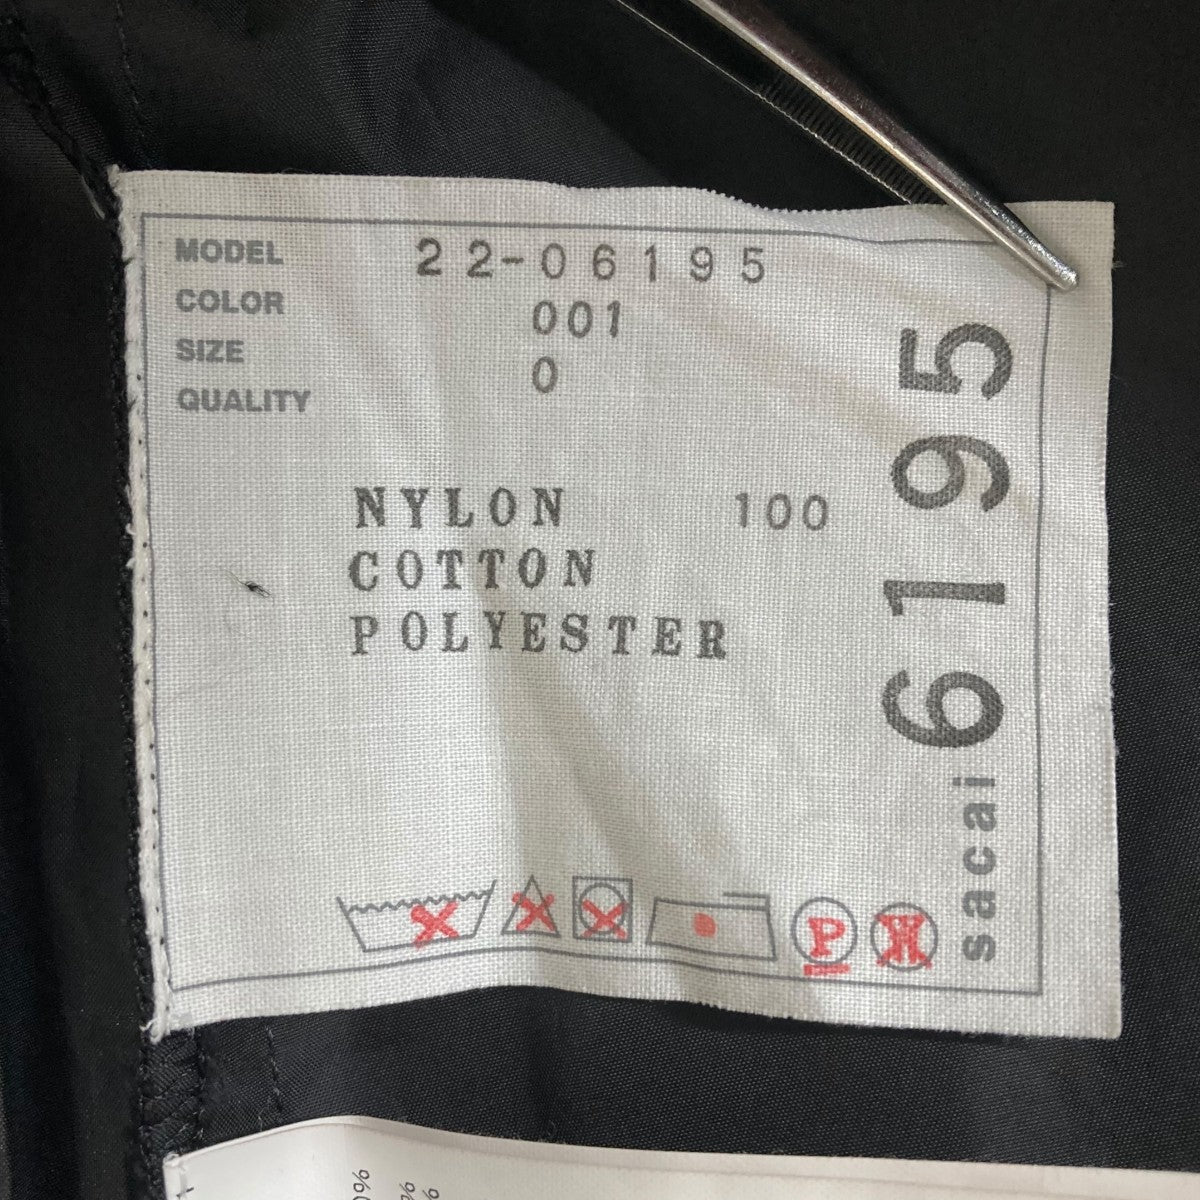 MODEL 22-06195
COLOR 001
SIZE 0
QUALITY
NYLON 100
COTTON
POLYESTER
sacai 6195
P
W
%
%
%